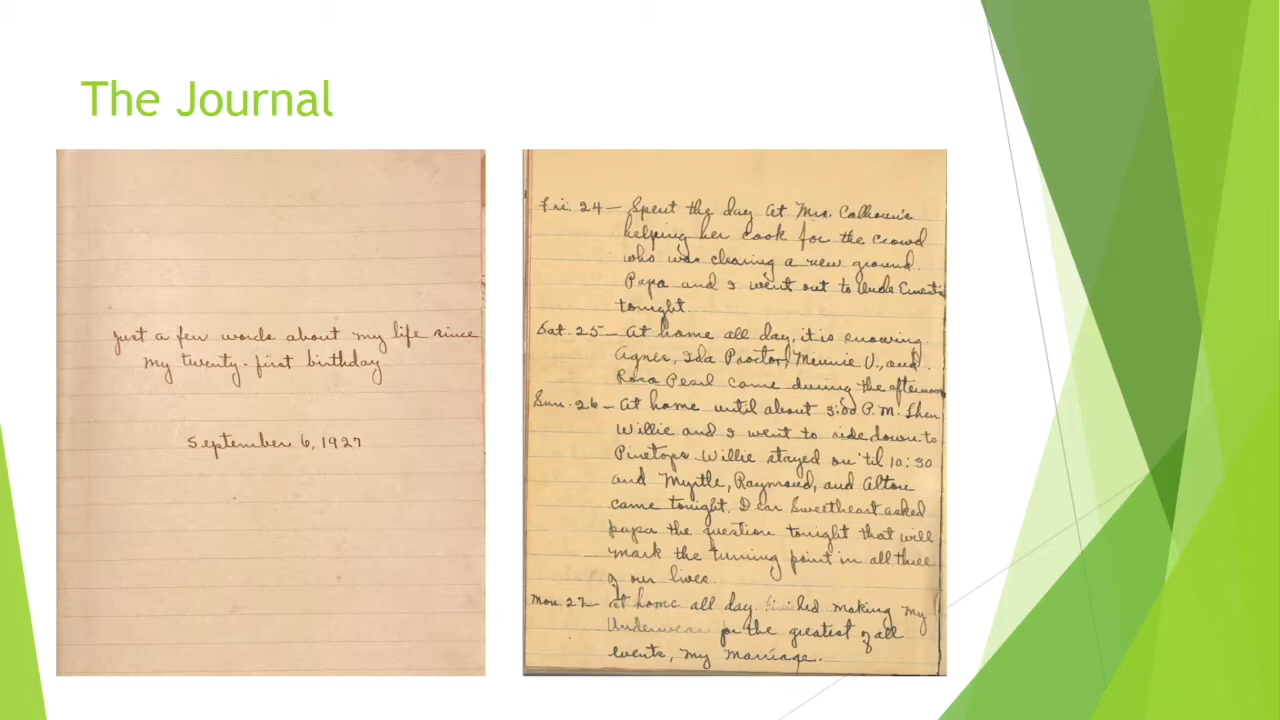 The Journal
Just a few words about my life since
my twenty-first birthday
September 6, 1927
Fri. 24 — Spent the day at Mrs. Calhoun's
helping her cook for the crowd
who was clearing a new ground.
Papa and I went out to Uncle Ernest's
tonight.
Sat. 25 — At home all day, it is snowing.
Agnes, Ida Proctor, Minnie V., and
Rosa Pearl came during the afternoon
Sun. 26 — At home until about 3:00 P.M. Then
Willie and I went to ride down to
Pinetops Willie stayed on 'til 10:30
and Myrtle, Raymond, and Alton
came tonight. Dear Sweetheart asked
papa the question tonight that will
mark the turning point in all three
of our lives.
Mon. 27 — at home all day finished making my
Underwear for the greatest of all
events, my marriage.